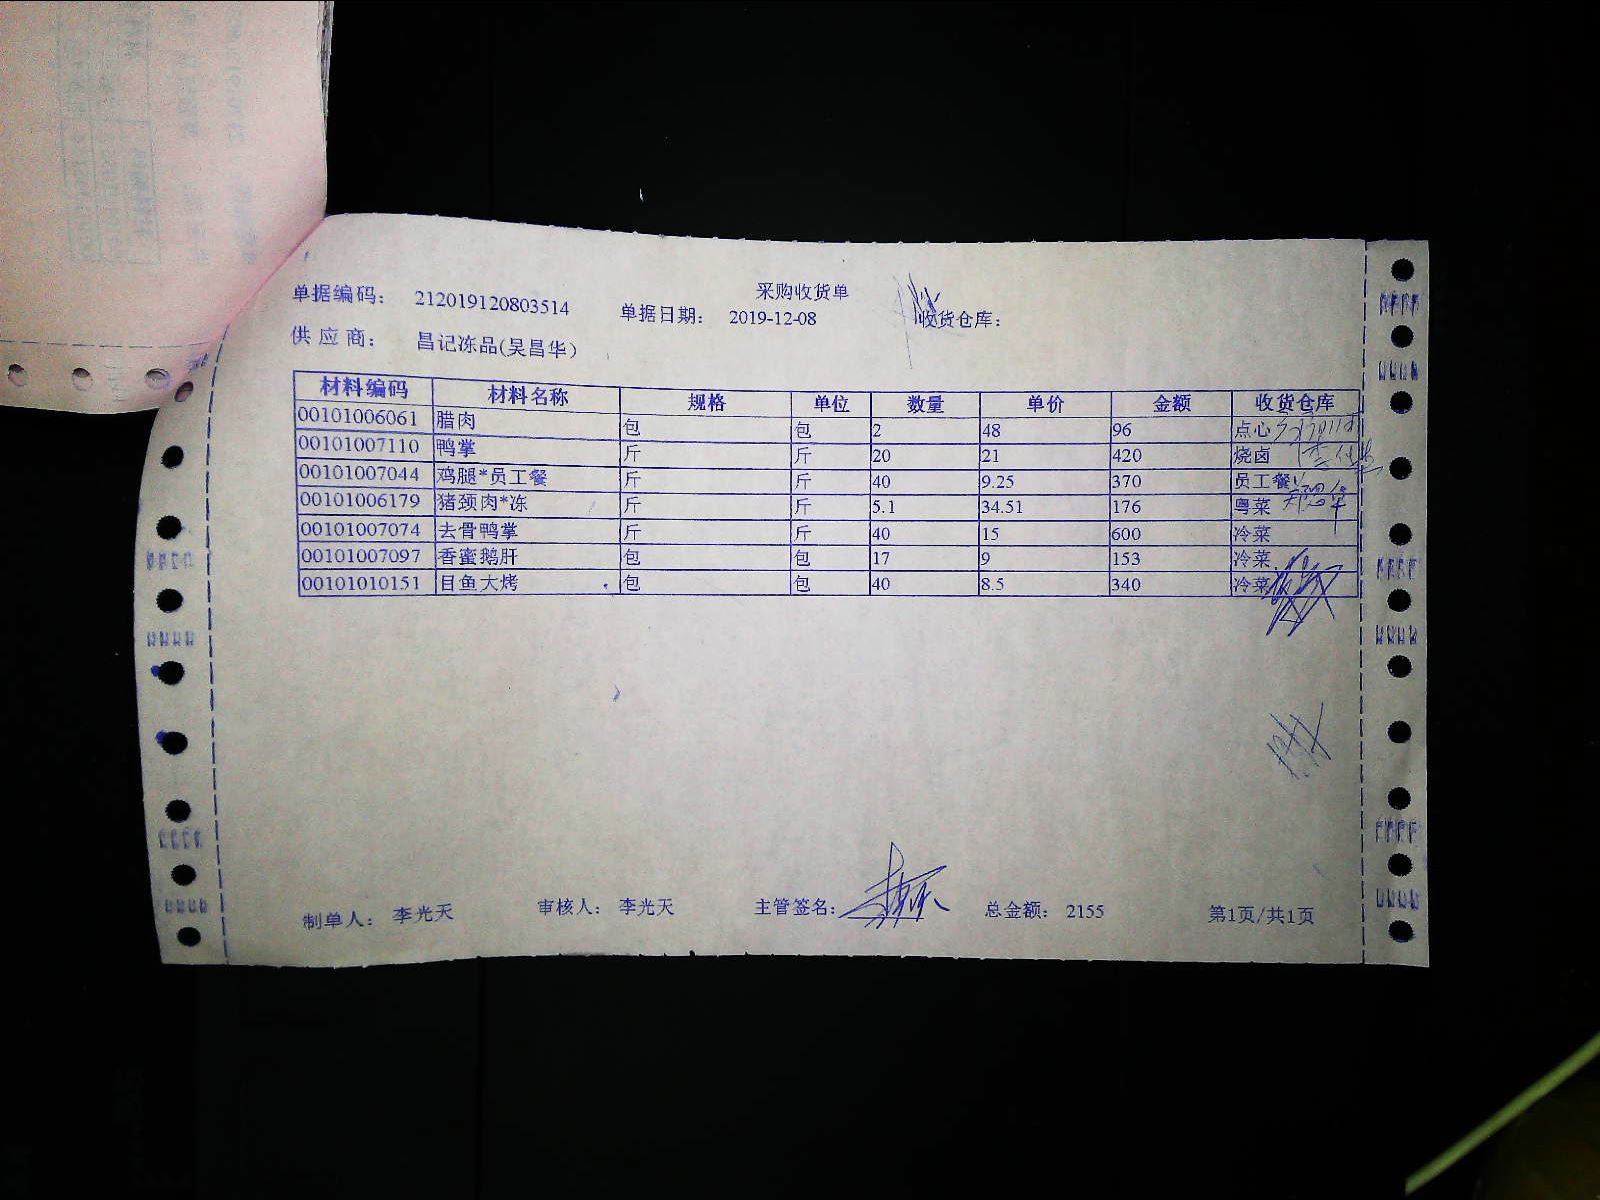 采购收货单
单据编码： 212019120803514 单据日期： 2019-12-08 收货仓库：
供应商： 昌记冻品(吴昌华)
材料编码 材料名称 规格 单位 数量 单价 金额 收货仓库
00101006061 腊肉 包 包 2 48 96 点心
00101007110 鸭掌 斤 斤 20 21 420 烧卤
00101007044 鸡腿*员工餐 斤 斤 40 9.25 370 员工餐
00101006179 猪颈肉*冻 斤 斤 5.1 34.51 176 粤菜
00101007074 去骨鸭掌 斤 斤 40 15 600 冷菜
00101007097 香蜜鹅肝 包 包 17 9 153 冷菜
00101010151 目鱼大烤 包 包 40 8.5 340 冷菜
制单人： 李光天 审核人： 李光天 主管签名： 总金额： 2155 第1页/共1页